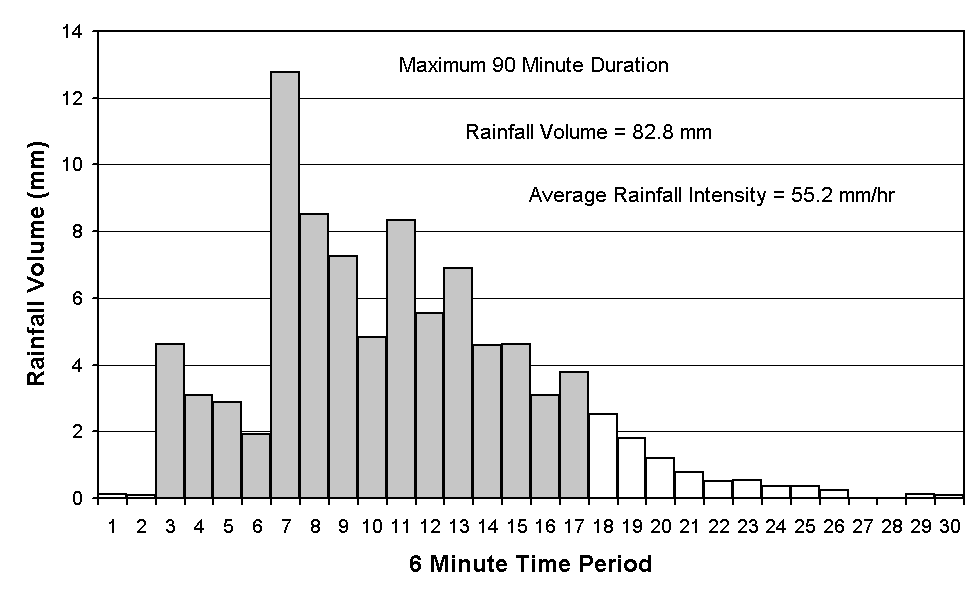 14
Maximum 90 Minute Duration
12
Rainfall Volume = 82.8 mm
10
Average Rainfall Intensity = 55.2 mm/hr
8
6
4
2
0
Rainfall Volume (mm)
1 2 3 4 5 6 7 8 9 10 11 12 13 14 15 16 17 18 19 20 21 22 23 24 25 26 27 28 29 30
6 Minute Time Period